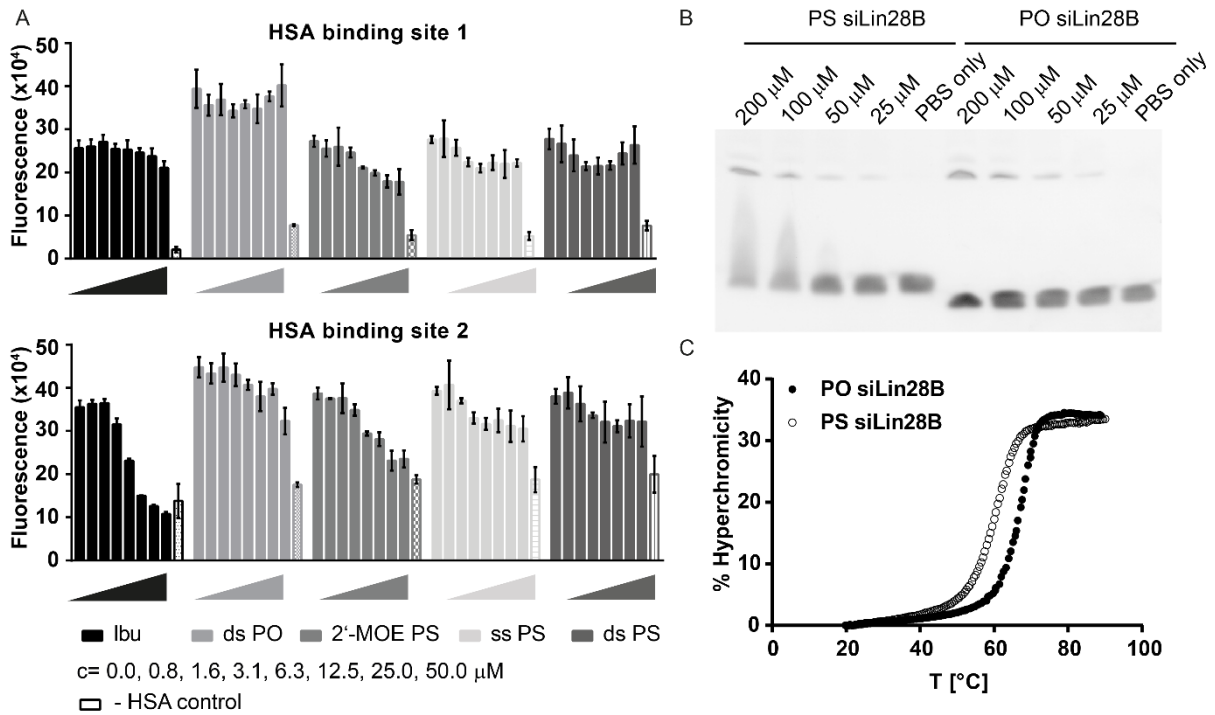 A
HSA binding site 1
Fluorescence (x10⁴)
50
40
30
20
10
0
HSA binding site 2
Fluorescence (x10⁴)
50
40
30
20
10
0
Ibu ds PO 2‘-MOE PS ss PS ds PS
c= 0.0, 0.8, 1.6, 3.1, 6.3, 12.5, 25.0, 50.0 µM
- HSA control
B
PS siLin28B PO siLin28B
200 µM 100 µM 50 µM 25 µM PBS only 200 µM 100 µM 50 µM 25 µM PBS only
C
PO siLin28B
PS siLin28B
% Hyperchromicity
40
30
20
10
0
0 20 40 60 80 100
T [°C]